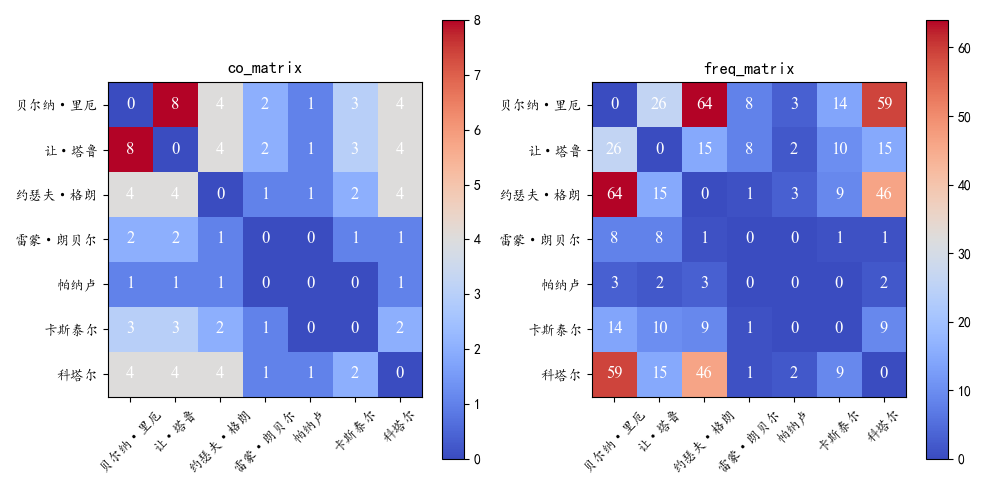 co_matrix
贝尔纳·里厄 0 8 4 2 1 3 4
让·塔鲁 8 0 4 2 1 3 4
约瑟夫·格朗 4 4 0 1 1 2 4
雷蒙·朗贝尔 2 2 1 0 0 1 1
帕纳卢 1 1 1 0 0 0 1
卡斯泰尔 3 3 2 1 0 0 2
科塔尔 4 4 4 1 1 2 0
贝尔纳·里厄 让·塔鲁 约瑟夫·格朗 雷蒙·朗贝尔 帕纳卢 卡斯泰尔 科塔尔
8
7
6
5
4
3
2
1
0
freq_matrix
贝尔纳·里厄 0 26 64 8 3 14 59
让·塔鲁 26 0 15 8 2 10 15
约瑟夫·格朗 64 15 0 1 3 9 46
雷蒙·朗贝尔 8 8 1 0 0 1 1
帕纳卢 3 2 3 0 0 0 2
卡斯泰尔 14 10 9 1 0 0 9
科塔尔 59 15 46 1 2 9 0
贝尔纳·里厄 让·塔鲁 约瑟夫·格朗 雷蒙·朗贝尔 帕纳卢 卡斯泰尔 科塔尔
60
50
40
30
20
10
0